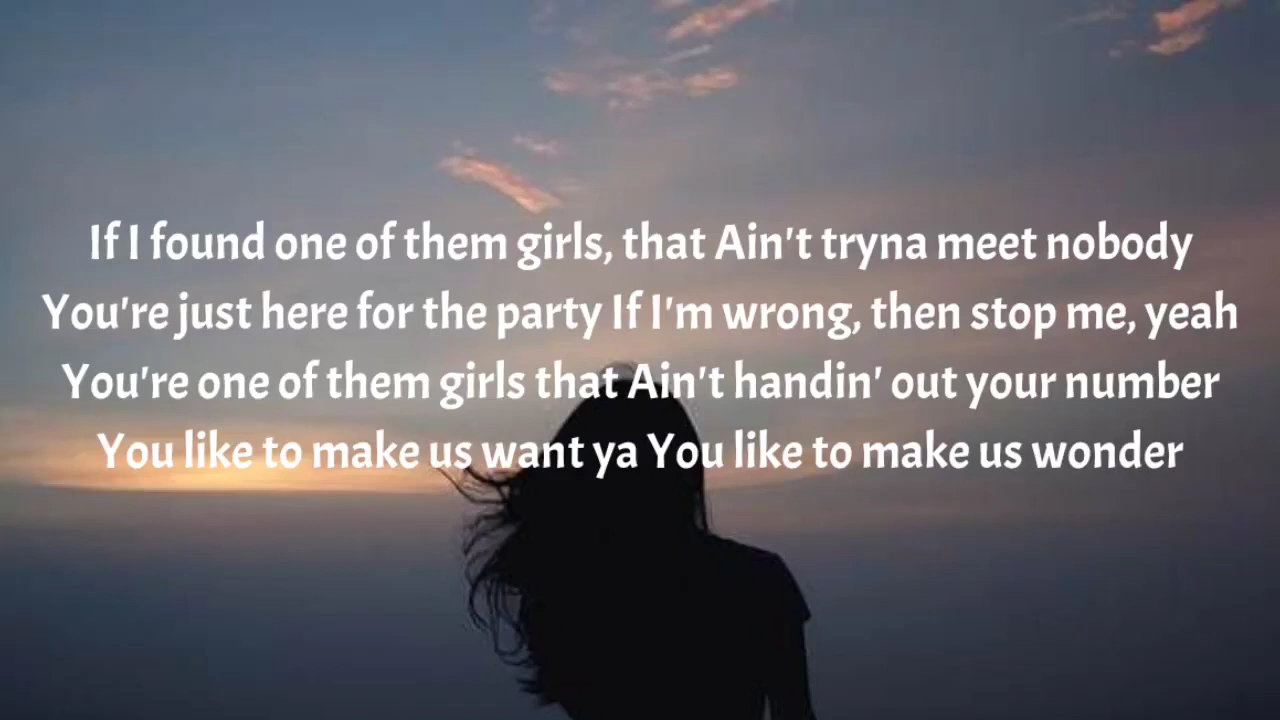 If I found one of them girls, that Ain't tryna meet nobody
You're just here for the party If I'm wrong, then stop me, yeah
You're one of them girls that Ain't handin' out your number
You like to make us want ya You like to make us wonder